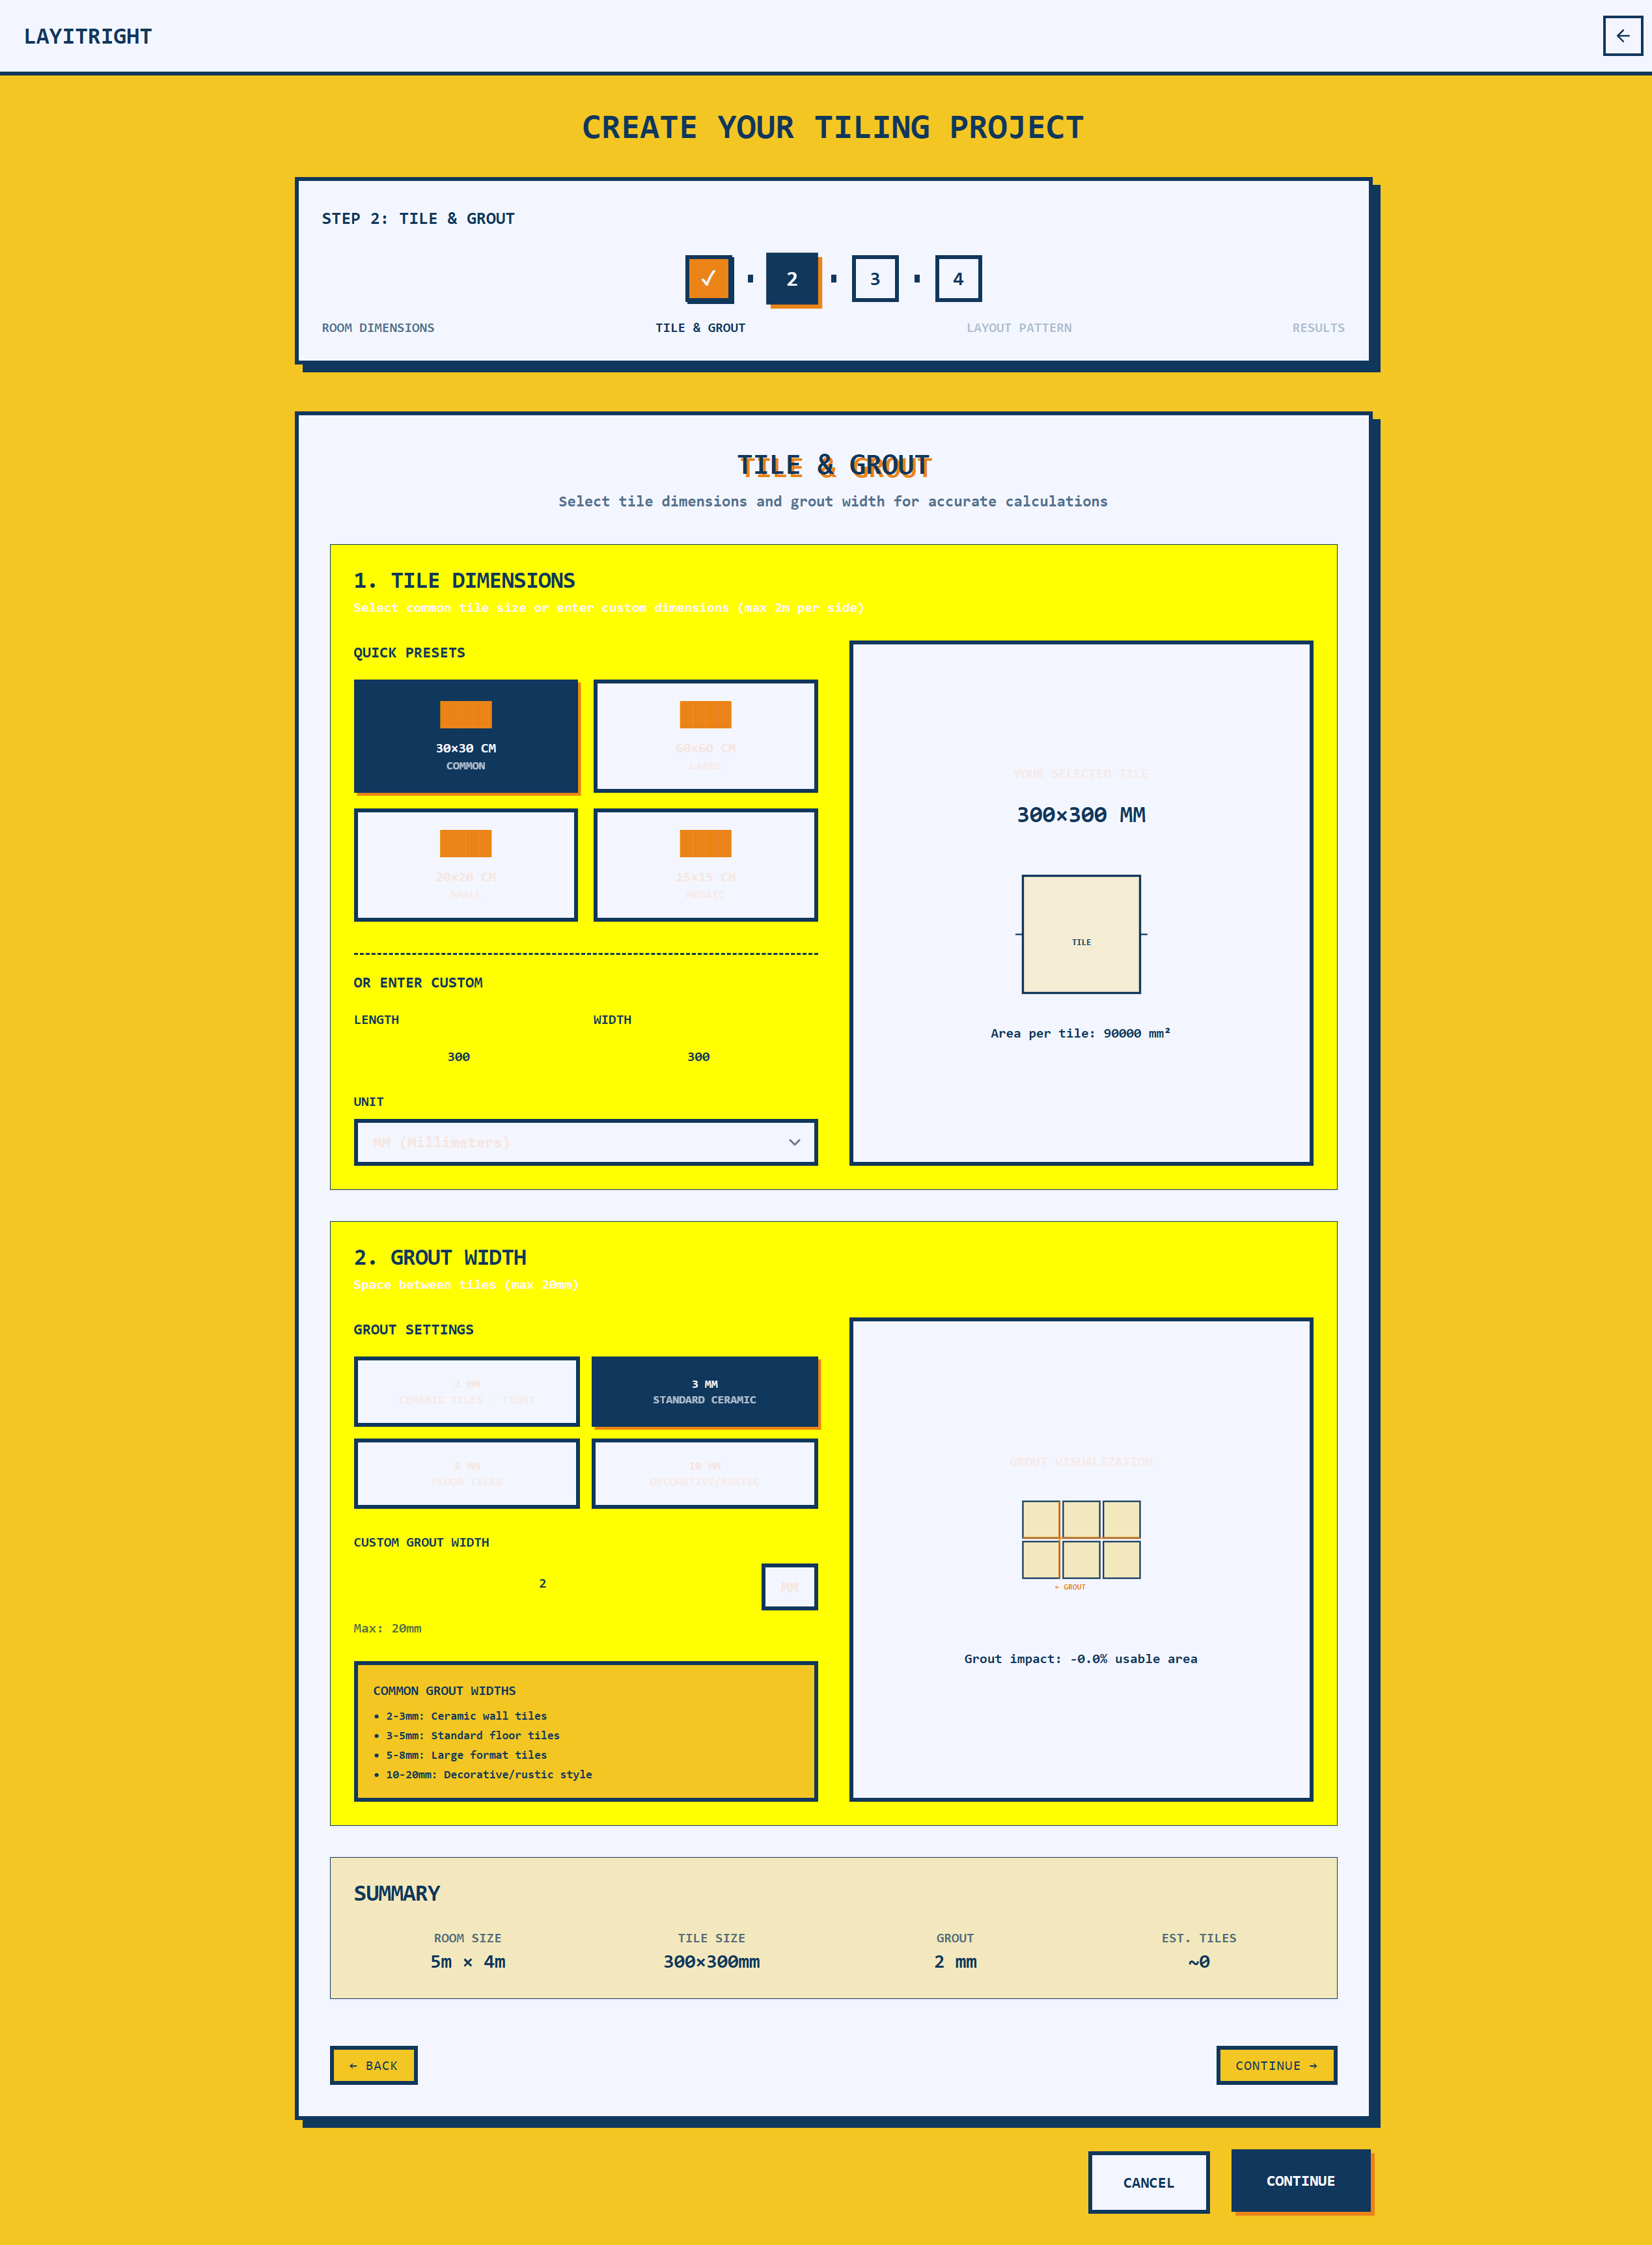 LAYITRIGHT
←
CREATE YOUR TILING PROJECT
STEP 2: TILE & GROUT
✓ 2 3 4
ROOM DIMENSIONS TILE & GROUT LAYOUT PATTERN RESULTS
TILE & GROUT
Select tile dimensions and grout width for accurate calculations
1. TILE DIMENSIONS
Select common tile size or enter custom dimensions (max 2m per side)
QUICK PRESETS
30×30 CM
COMMON
60×60 CM
LARGE
20×20 CM
SMALL
15×15 CM
MOSAIC
OR ENTER CUSTOM
LENGTH WIDTH
300 300
UNIT
MM (Millimeters)
YOUR SELECTED TILE
300×300 MM
TILE
Area per tile: 90000 mm²
2. GROUT WIDTH
Space between tiles (max 20mm)
GROUT SETTINGS
2 MM
CERAMIC TILES - TIGHT
3 MM
STANDARD CERAMIC
5 MM
FLOOR TILES
10 MM
DECORATIVE/RUSTIC
CUSTOM GROUT WIDTH
2 MM
Max: 20mm
COMMON GROUT WIDTHS
• 2-3mm: Ceramic wall tiles
• 3-5mm: Standard floor tiles
• 5-8mm: Large format tiles
• 10-20mm: Decorative/rustic style
GROUT VISUALIZATION
← GROUT
Grout impact: -0.0% usable area
SUMMARY
ROOM SIZE TILE SIZE GROUT EST. TILES
5m × 4m 300×300mm 2 mm ~0
← BACK CONTINUE →
CANCEL CONTINUE